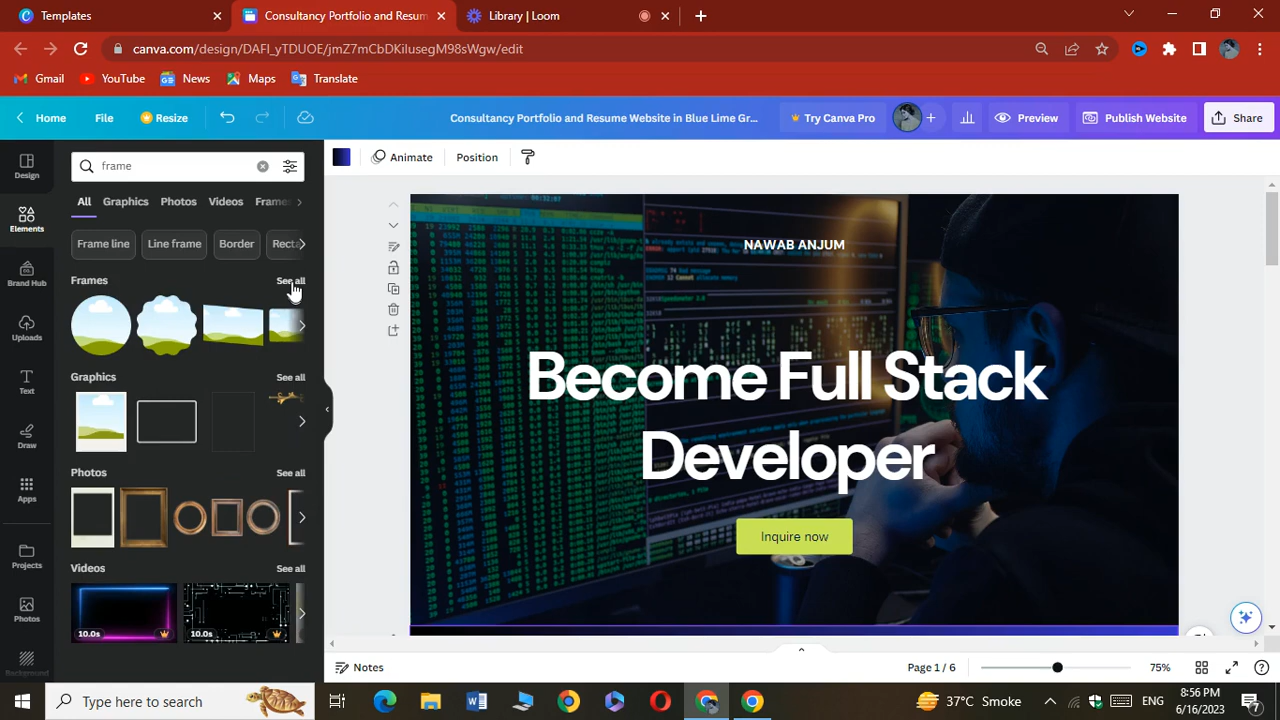 Templates
Consultancy Portfolio and Resum
Library | Loom
canva.com/design/DAFl_yTDUOE/jmZ7mCbDKilusegM98sWgw/edit
Gmail
YouTube
News
Maps
Translate
Home
File
Resize
Consultancy Portfolio and Resume Website in Blue Lime Gr...
Try Canva Pro
Preview
Publish Website
Share
Design
Elements
Brand Hub
Uploads
Text
Draw
Apps
Projects
Photos
Background
frame
All
Graphics
Photos
Videos
Frames
Frame line
Line frame
Border
Recta
Frames
See all
Graphics
See all
Photos
See all
Videos
See all
10.0s
10.0s
Animate
Position
NAWAB ANJUM
Become Full Stack
Developer
Inquire now
Notes
Page 1 / 6
75%
Type here to search
37°C Smoke
ENG
8:56 PM
6/16/2023
7